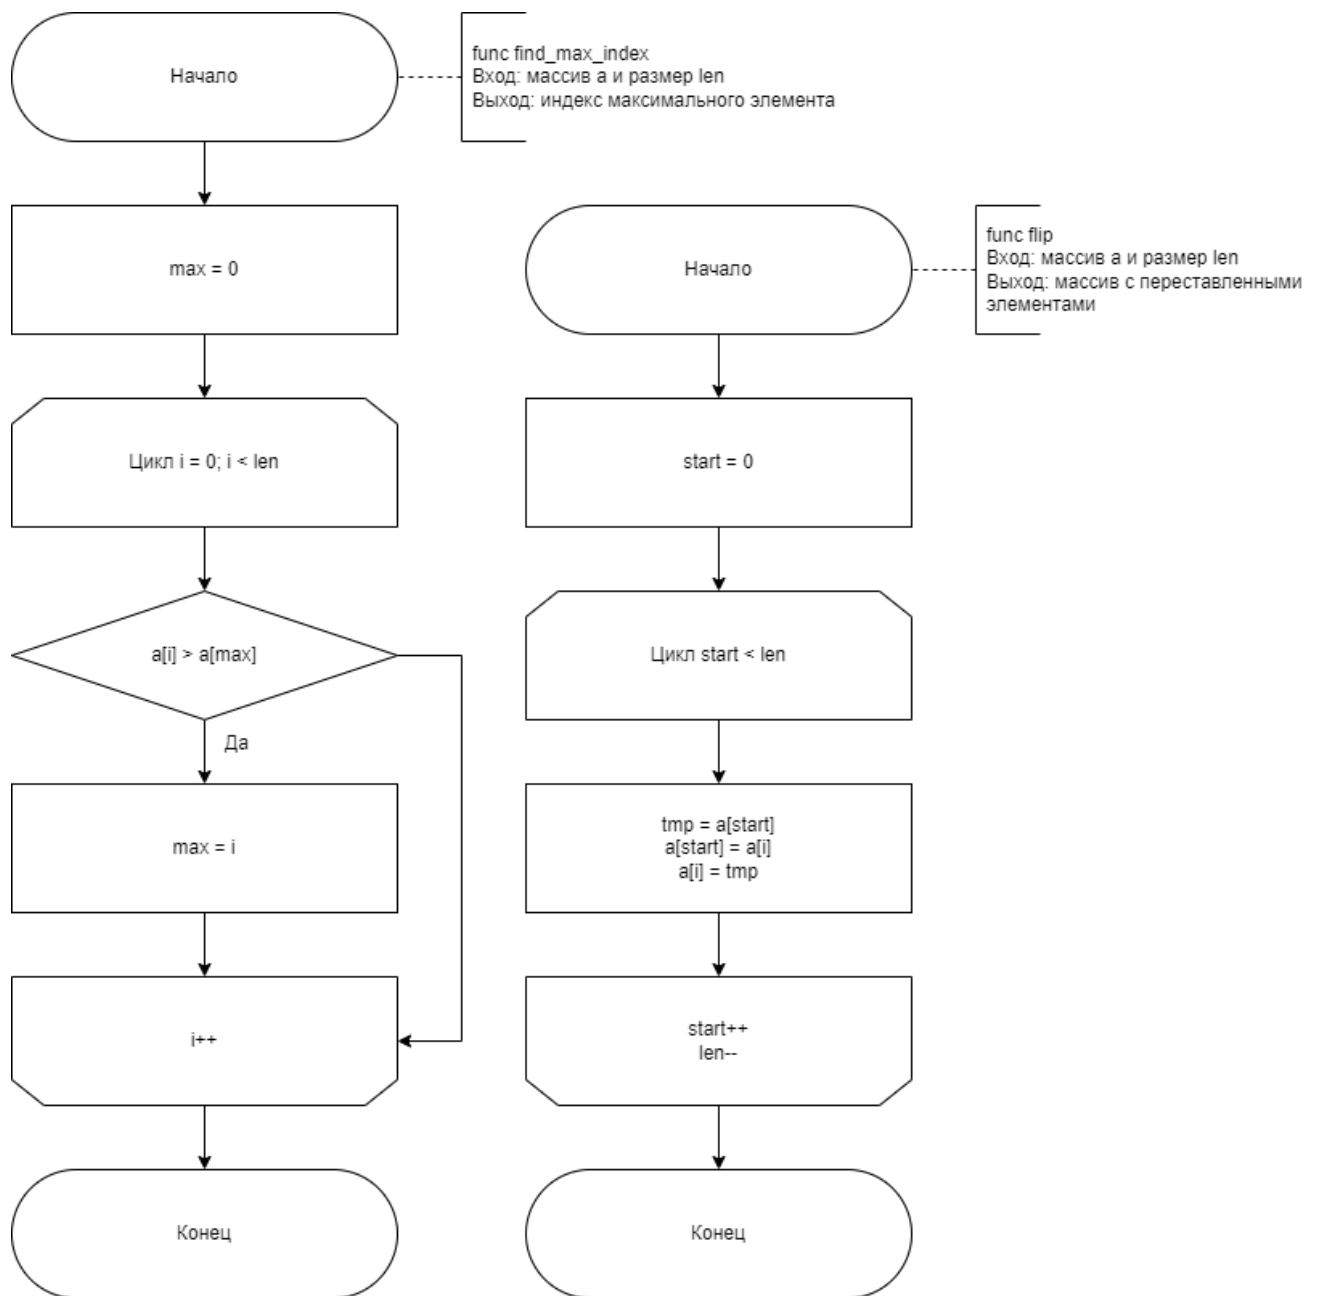 Начало
func find_max_index
Вход: массив а и размер len
Выход: индекс максимального элемента
max = 0
Цикл i = 0; i < len
a[i] > a[max]
Да
max = i
i++
Конец
Начало
func flip
Вход: массив а и размер len
Выход: массив с переставленными
элементами
start = 0
Цикл start < len
tmp = a[start]
a[start] = a[i]
a[i] = tmp
start++
len--
Конец